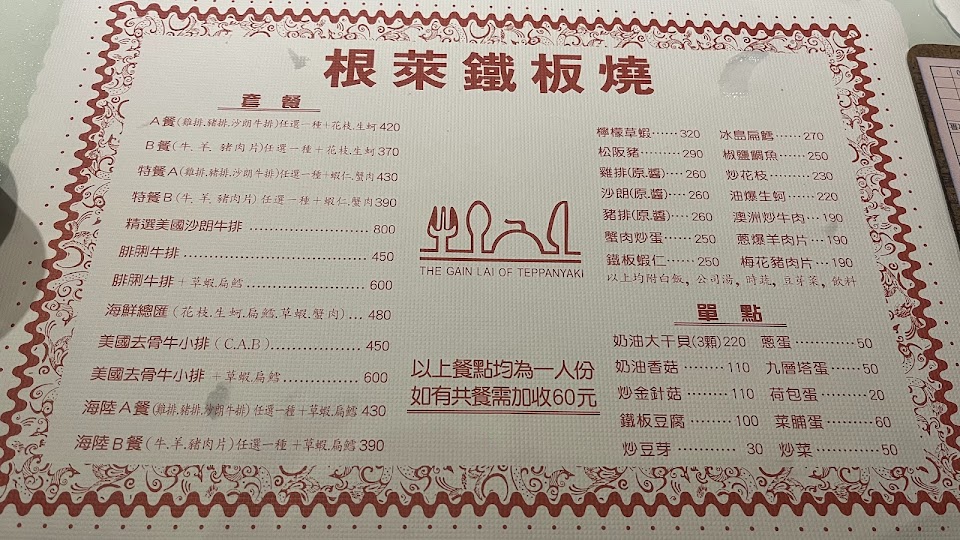 根萊鐵板燒
套餐
A餐(雞排.豬排.沙朗牛排)任選一種+花枝.生蚵420
B餐(牛.羊.豬肉片)任選一種+花枝.生蚵370
特餐A(雞排.豬排.沙朗牛排)任選一種+蝦仁.蟹肉430
特餐B(牛.羊.豬肉片)任選一種+蝦仁.蟹肉390
精選美國沙朗牛排 ........................ 800
腓脷牛排 ................................ 450
腓脷牛排+草蝦.扁鱈 ..................... 600
海鮮總匯(花枝.生蚵.扁鱈.草蝦.蟹肉)... 480
美國去骨牛小排(C.A.B) .................. 450
美國去骨牛小排+草蝦.扁鱈 ............... 600
海陸A餐(雞排.豬排.沙朗牛排)任選一種+草蝦.扁鱈 430
海陸B餐(牛.羊.豬肉片)任選一種+草蝦.扁鱈 390
THE GAIN LAI OF TEPPANYAKI
以上餐點均為一人份
如有共餐需加收60元
檸檬草蝦......320 冰島扁鱈......270
松阪豬.........290 椒鹽鯛魚......250
雞排(原.醬)....260 炒花枝.........230
沙朗(原.醬)....260 油爆生蚵......220
豬排(原.醬)....260 澳洲炒牛肉...190
蟹肉炒蛋......250 蔥爆羊肉片...190
鐵板蝦仁......250 梅花豬肉片...190
以上均附白飯, 公司湯, 時蔬, 豆芽菜, 飲料
單點
奶油大干貝(3顆)220 蔥蛋............50
奶油香菇.........110 九層塔蛋.........50
炒金針菇.........110 荷包蛋.........20
鐵板豆腐.........100 菜脯蛋.........60
炒豆芽............30 炒菜............50